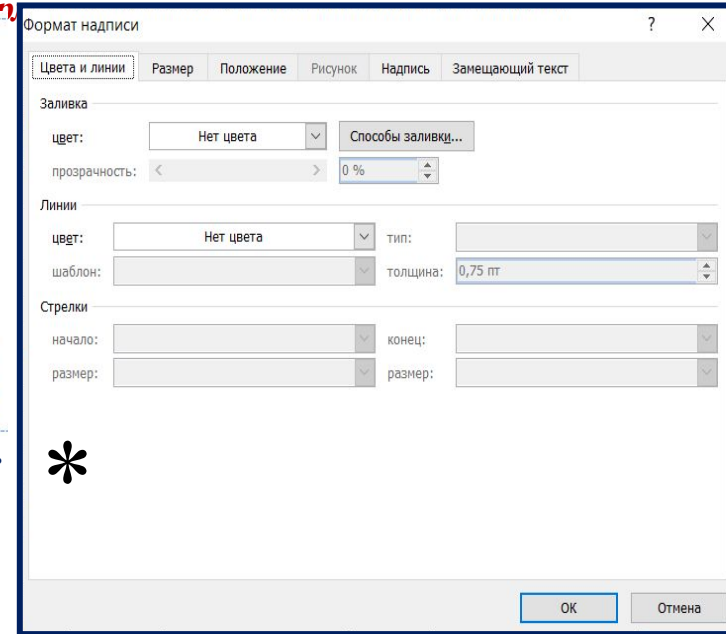 Формат надписи ? ×
Цвета и линии Размер Положение Рисунок Надпись Замещающий текст
Заливка
цвет: Нет цвета Способы заливки...
прозрачность: 0 %
Линии
цвет: Нет цвета тип:
шаблон: толщина: 0,75 пт
Стрелки
начало: конец:
размер: размер:
*
ОК Отмена